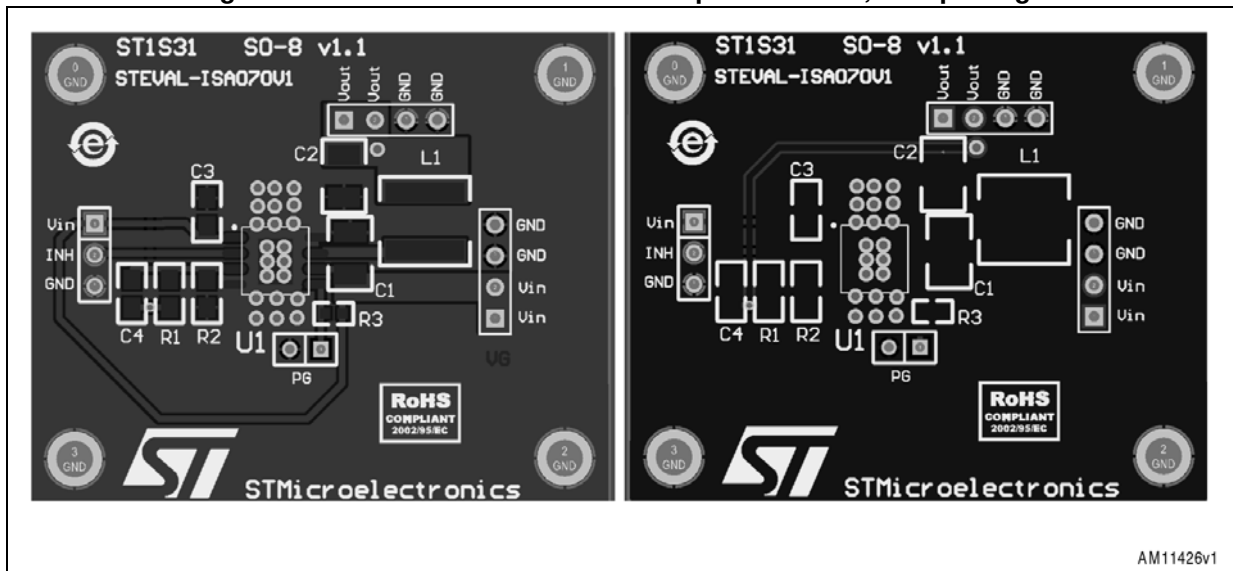 ST1S31 SO-8 v1.1
STEVAL-ISA070V1
0 GND
1 GND
Vout Vout GND GND
e
C2
L1
C3
Vin
INH
GND
GND
GND
Vin
Vin
C1
R3
C4 R1 R2
U1
PG
VG
RoHS
COMPLIANT
2002/95/EC
3 GND
2 GND
ST
STMicroelectronics
ST1S31 SO-8 v1.1
STEVAL-ISA070V1
0 GND
1 GND
Vout Vout GND GND
e
C2
L1
C3
Vin
INH
GND
GND
GND
Vin
Vin
C1
R3
C4 R1 R2
U1
PG
RoHS
COMPLIANT
2002/95/EC
3 GND
2 GND
ST
STMicroelectronics
AM11426v1